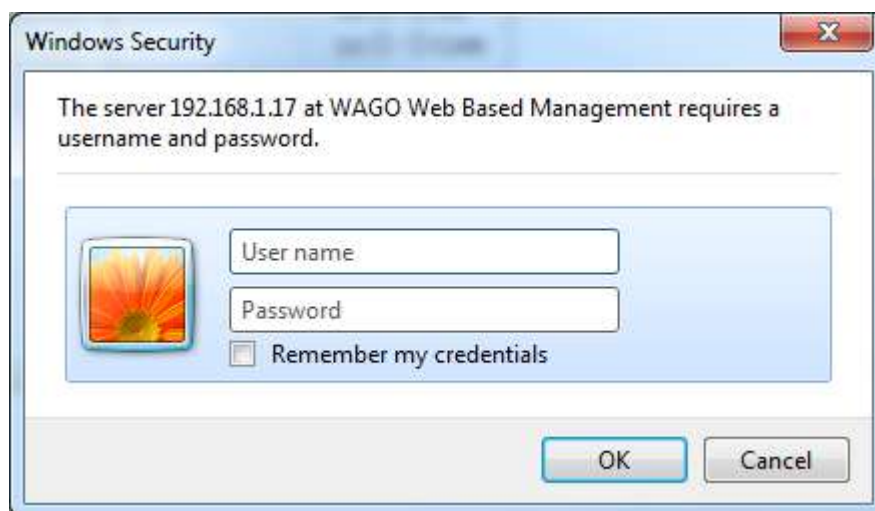 Windows Security
The server 192.168.1.17 at WAGO Web Based Management requires a
username and password.
User name
Password
Remember my credentials
OK
Cancel